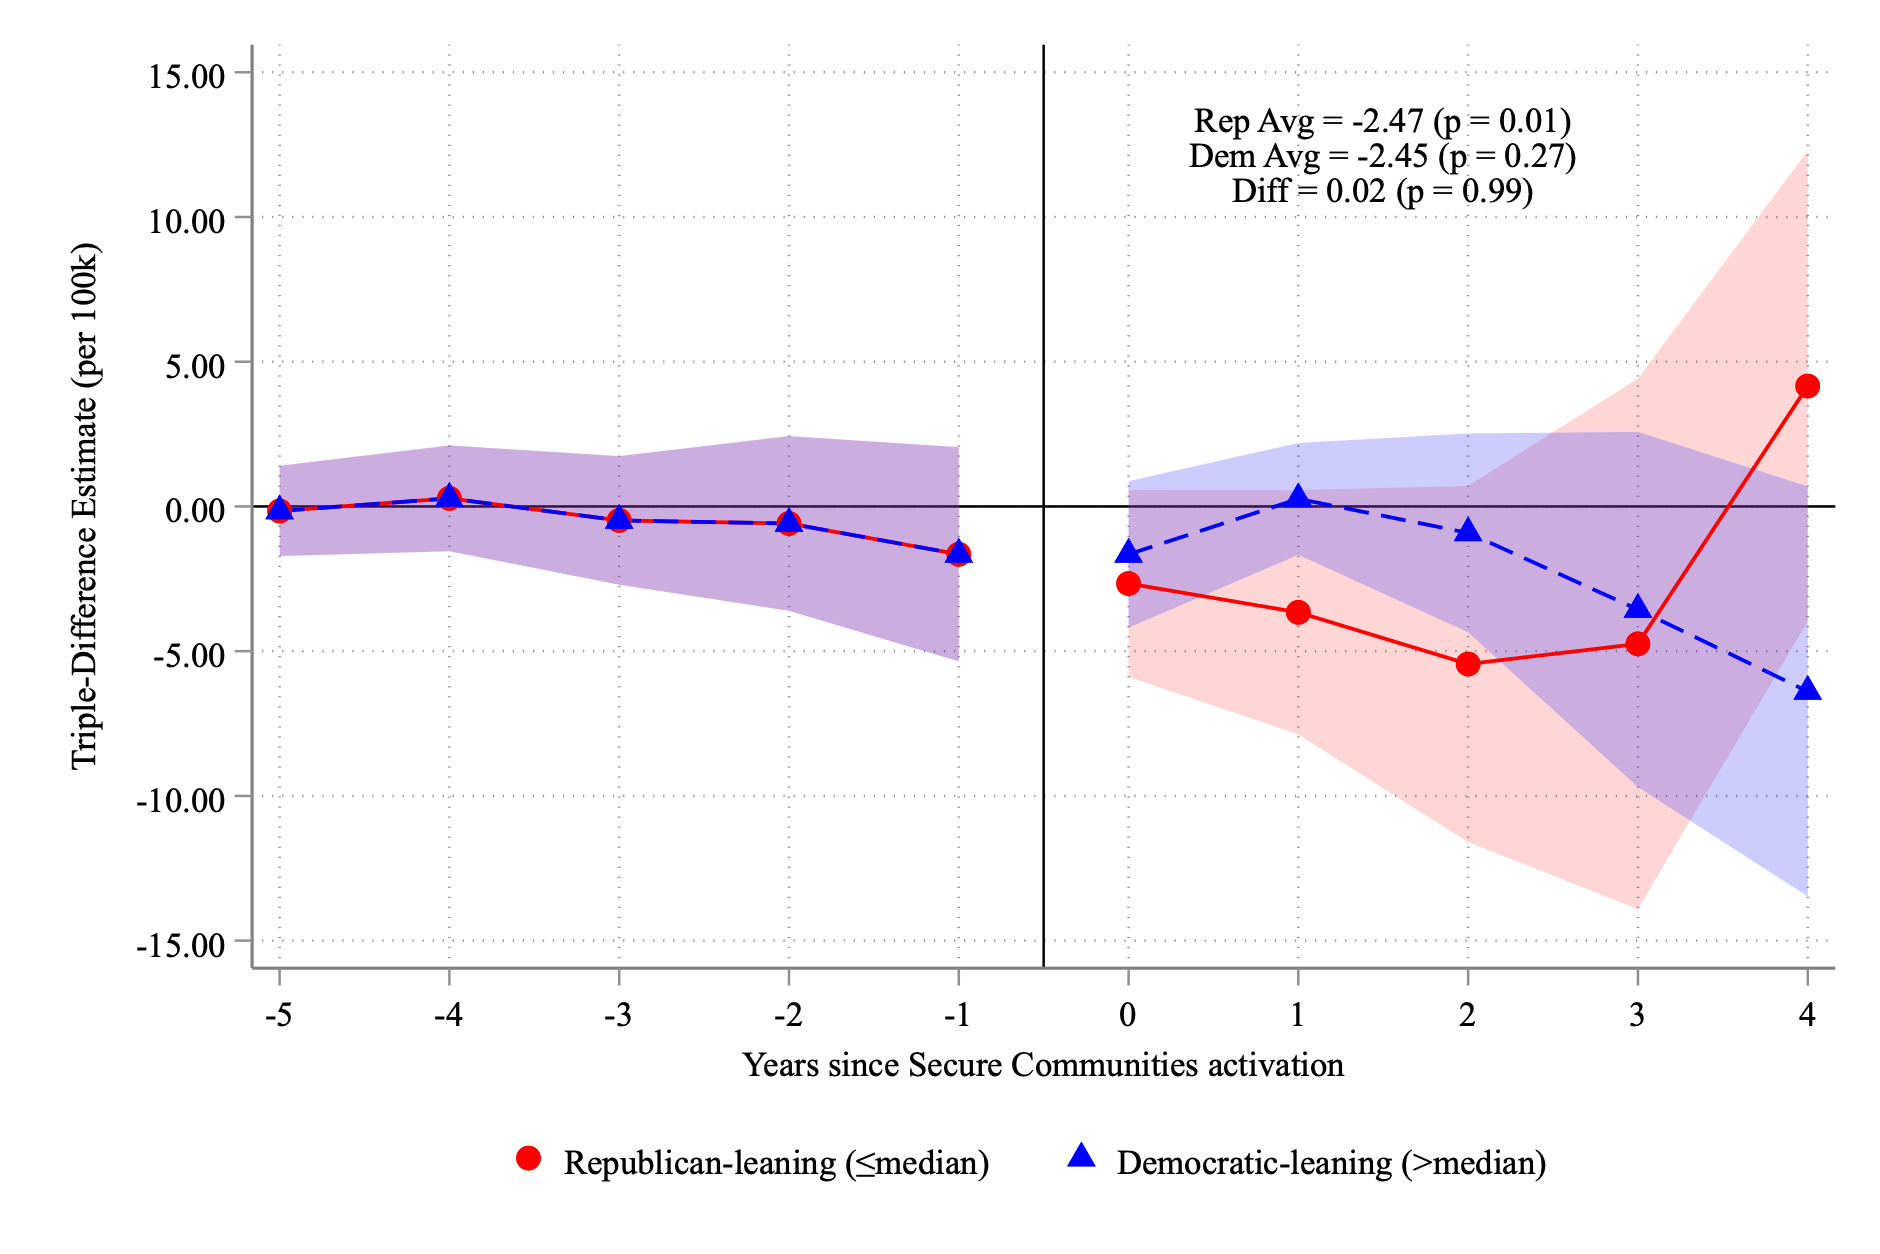 15.00
10.00
5.00
0.00
-5.00
-10.00
-15.00
Triple-Difference Estimate (per 100k)
Rep Avg = -2.47 (p = 0.01)
Dem Avg = -2.45 (p = 0.27)
Diff = 0.02 (p = 0.99)
-5 -4 -3 -2 -1 0 1 2 3 4
Years since Secure Communities activation
Republican-leaning (≤median) Democratic-leaning (>median)